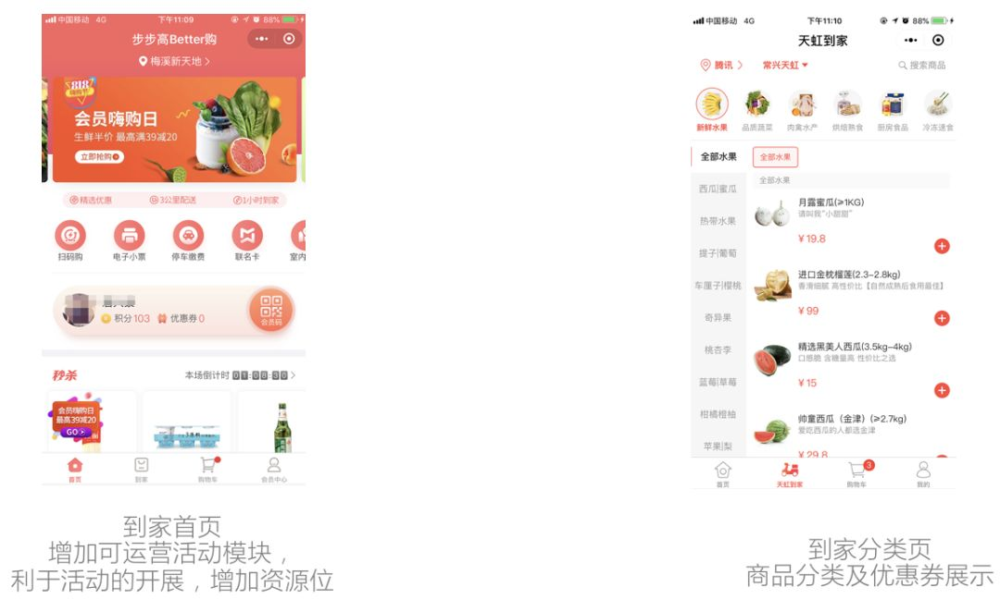 中国移动 4G 下午11:09 88%
步步高Better购
梅溪新天地
818
嗨购节
会员嗨购日
生鲜半价 最高满39减20
立即抢购
精选优惠 3公里配送 1小时到家
扫码购 电子小票 停车缴费 联名卡 室内
积分103 优惠券0
会员码
秒杀 本场倒计时 01:08:30
会员嗨购日
最高39减20
GO
首页 到家 购物车 会员中心
到家首页
增加可运营活动模块，
利于活动的开展，增加资源位
中国移动 4G 下午11:10 88%
天虹到家
腾讯 常兴天虹 搜索商品
新鲜水果 品质蔬菜 肉禽水产 烘焙熟食 厨房食品 冷冻速食
全部水果
西瓜|蜜瓜
热带水果
提子|葡萄
车厘子|樱桃
奇异果
桃杏李
蓝莓|草莓
柑橘橙柚
苹果|梨
全部水果
全部水果
月露蜜瓜(≥1KG)
请叫我“小甜甜”
¥19.8
进口金枕榴莲(2.3-2.8kg)
香滑细腻 高性价比【自然成熟后食用最佳】
¥99
精选黑美人西瓜(3.5kg-4kg)
口感脆 含糖量高 性价比之选
¥15
帅童西瓜（金津）(≥2.7kg)
爱吃西瓜的人都选金津
¥29.8
首页 天虹到家 购物车 3 我的
到家分类页
商品分类及优惠券展示